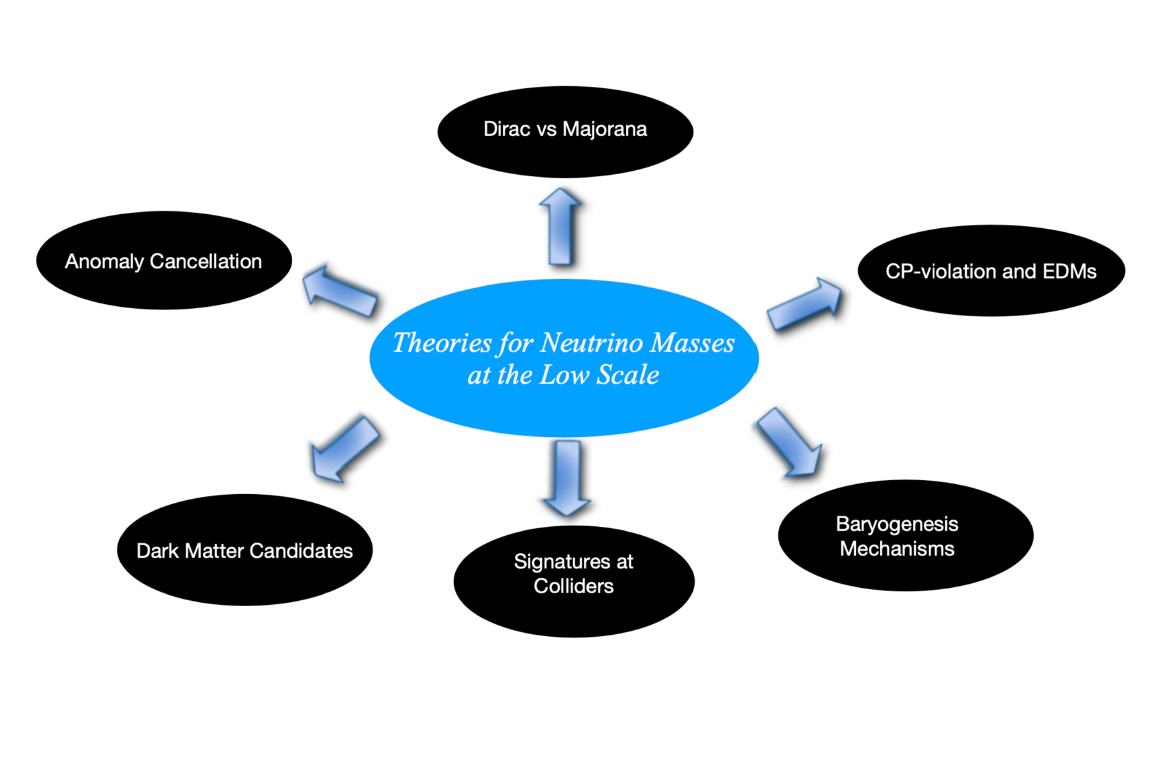 Dirac vs Majorana
Anomaly Cancellation
CP-violation and EDMs
Theories for Neutrino Masses
at the Low Scale
Dark Matter Candidates
Signatures at
Colliders
Baryogenesis
Mechanisms